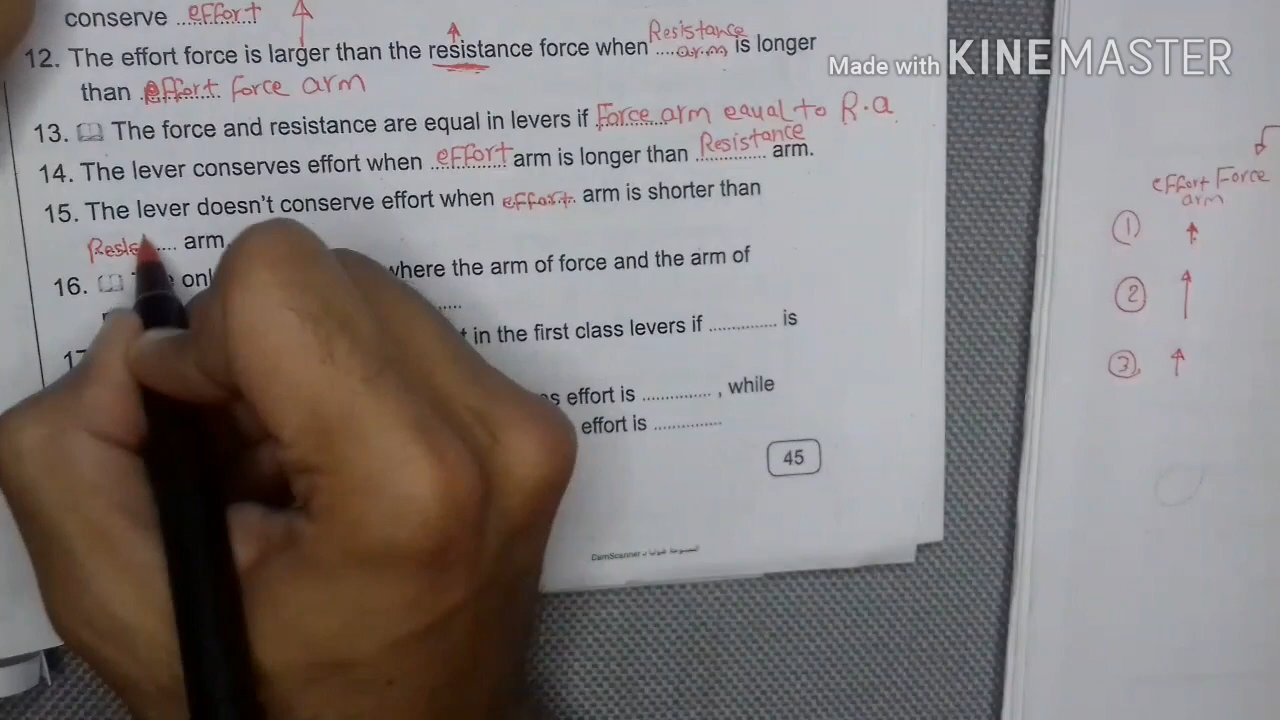 conserve effort
12. The effort force is larger than the resistance force when Resistance arm is longer
than effort Force arm
13. The force and resistance are equal in levers if Force arm equal to R.a
14. The lever conserves effort when effort arm is longer than Resistance arm.
15. The lever doesn't conserve effort when effort arm is shorter than
Resis.... arm
16. where the arm of force and the arm of
in the first class levers if .............. is
effort is .............. , while
effort is ..............
45
CamScanner
Made with KINEMASTER
effort Force
arm
1
2
3